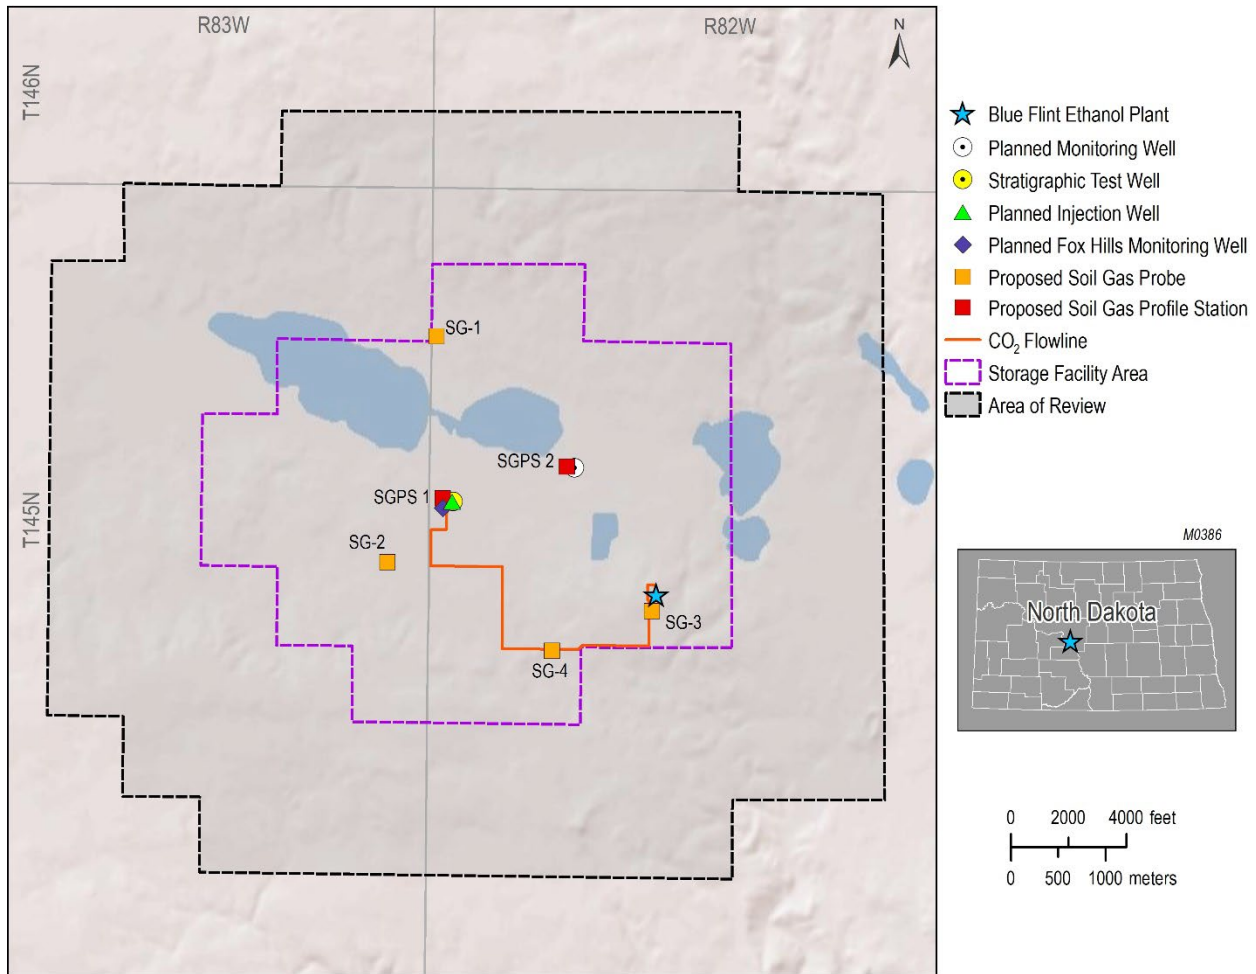 R83W
R82W
N
T146N
T145N
SG-1
SGPS 2
SGPS 1
SG-2
SG-3
SG-4
Blue Flint Ethanol Plant
Planned Monitoring Well
Stratigraphic Test Well
Planned Injection Well
Planned Fox Hills Monitoring Well
Proposed Soil Gas Probe
Proposed Soil Gas Profile Station
CO₂ Flowline
Storage Facility Area
Area of Review
M0386
North Dakota
0 2000 4000 feet
0 500 1000 meters